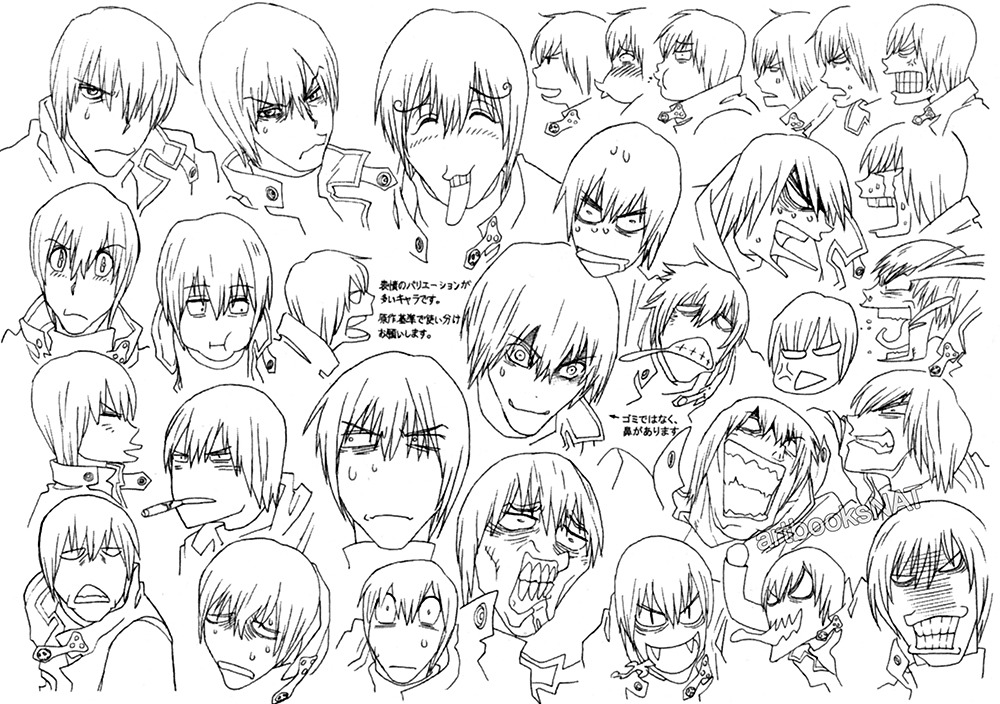 表情のバリエーションが
多いキャラです。
原作基準で使い分け
お願いします。
←ゴミではなく、
鼻があります
artbooksNAT